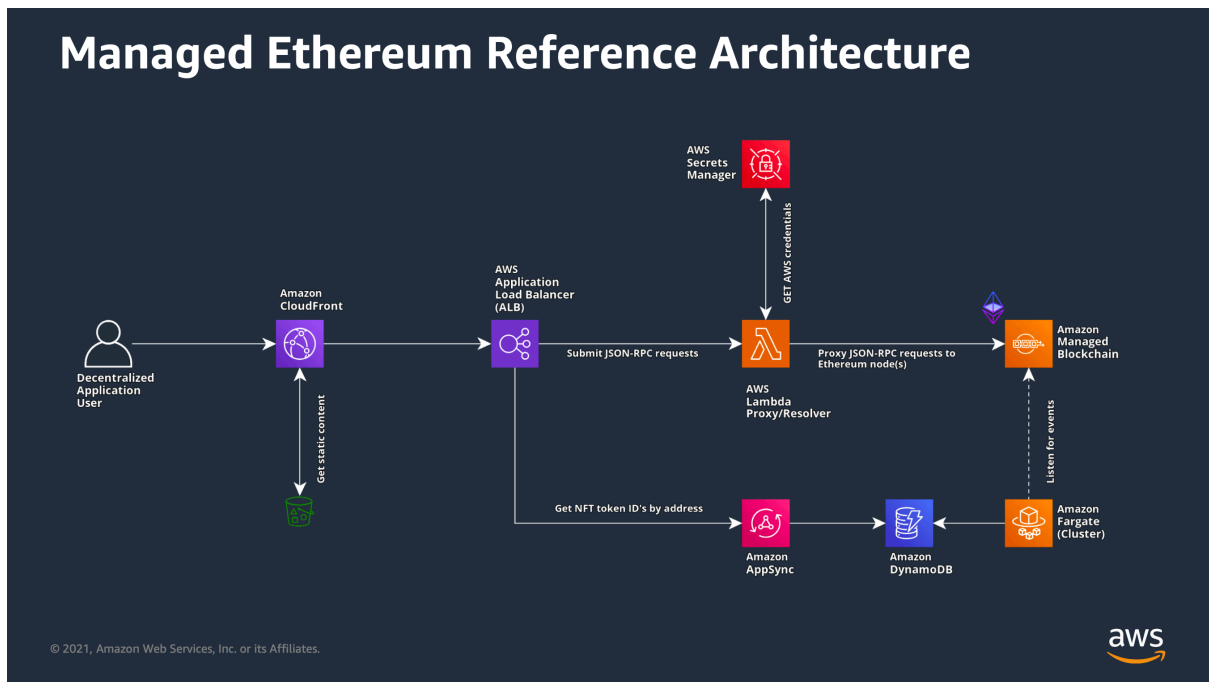 Managed Ethereum Reference Architecture
AWS
Secrets
Manager
GET AWS credentials
AWS
Application
Load Balancer
(ALB)
Amazon
CloudFront
Decentralized
Application
User
Get static content
Submit JSON-RPC requests
AWS
Lambda
Proxy/Resolver
Proxy JSON-RPC requests to
Ethereum node(s)
Amazon
Managed
Blockchain
Listen for events
Get NFT token ID's by address
Amazon
AppSync
Amazon
DynamoDB
Amazon
Fargate
(Cluster)
© 2021, Amazon Web Services, Inc. or its Affiliates.
aws